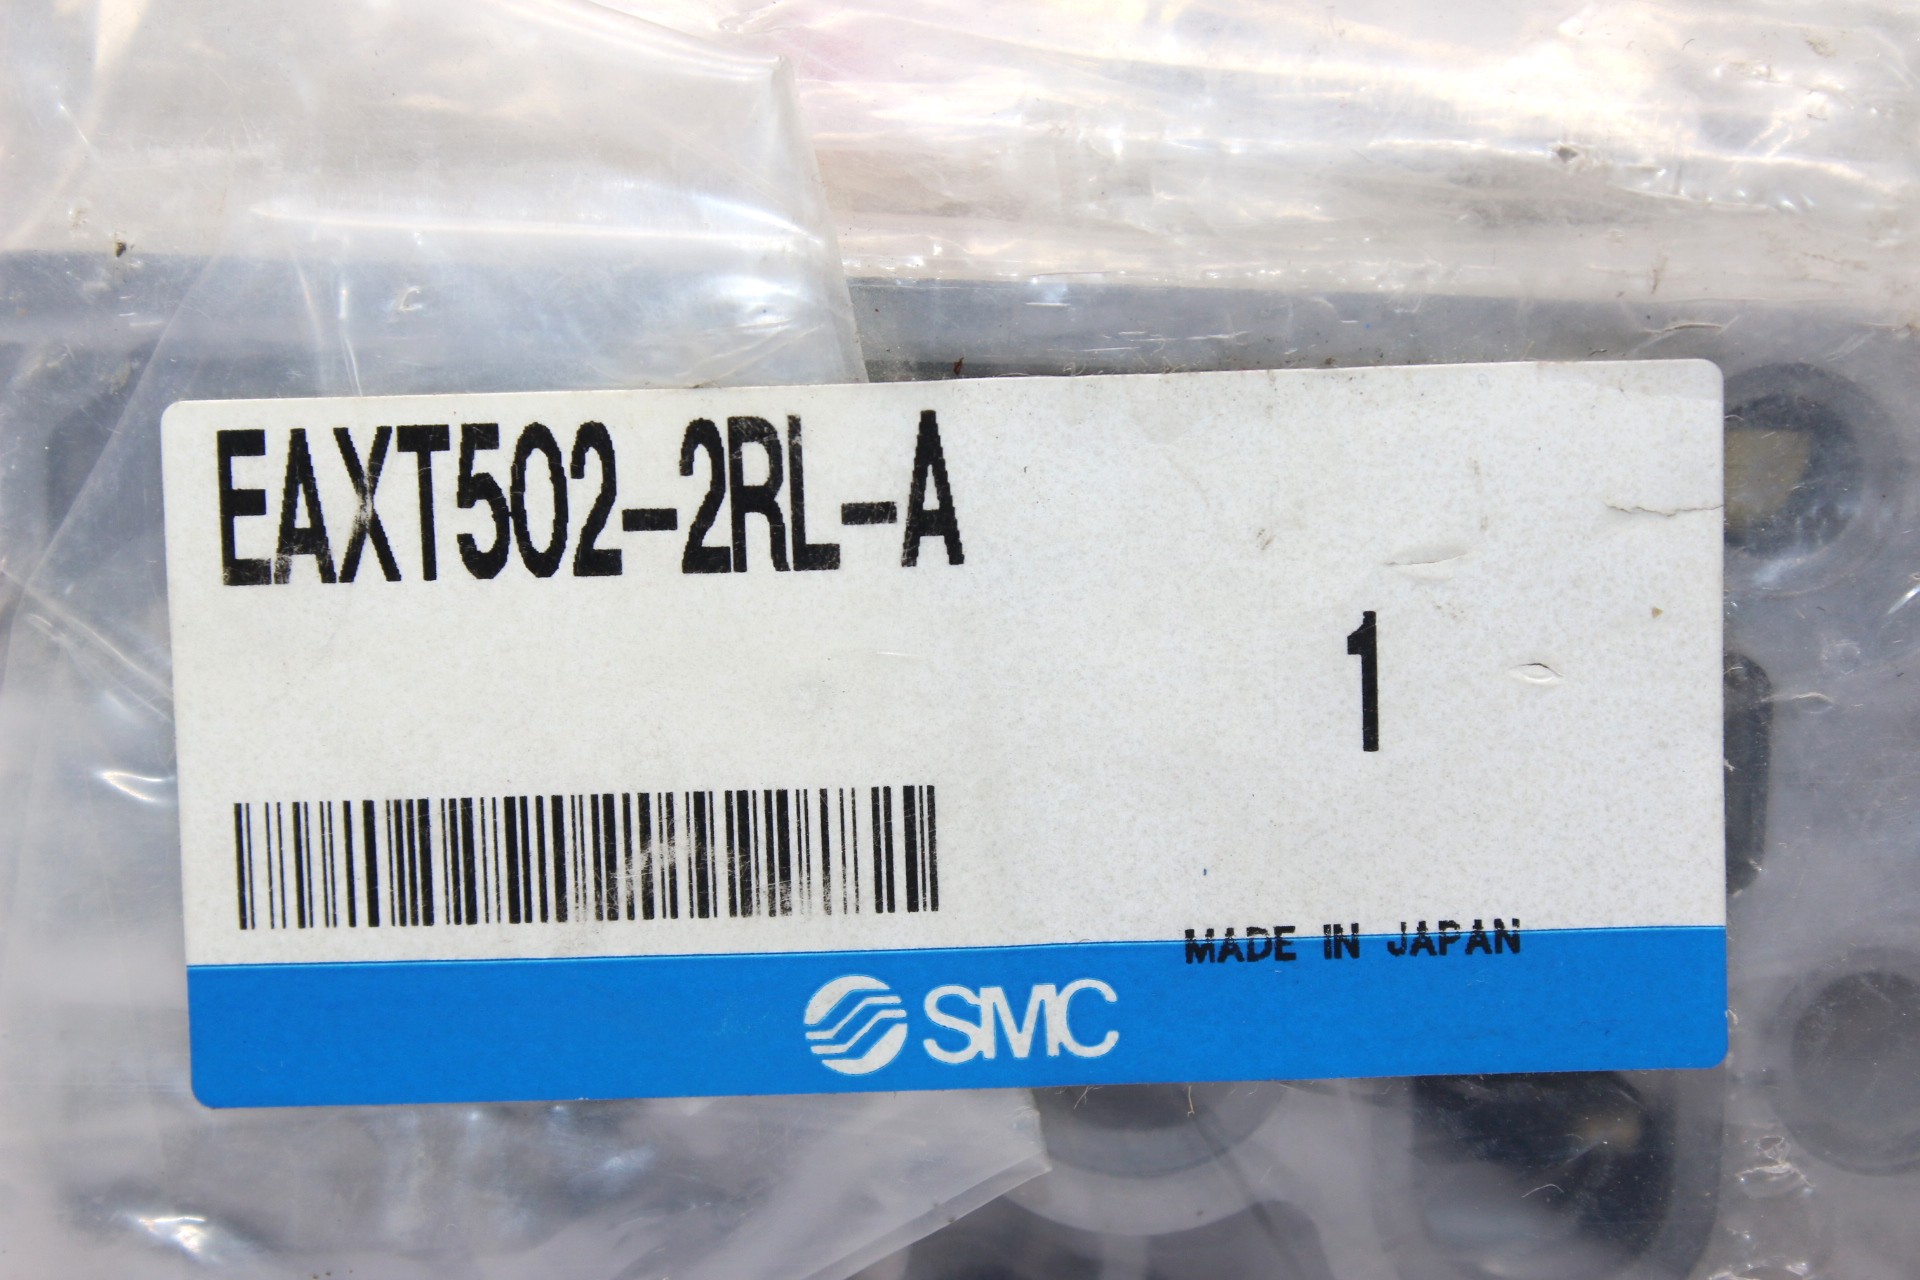 EAXT502-2RL-A
1
MADE IN JAPAN
SMC